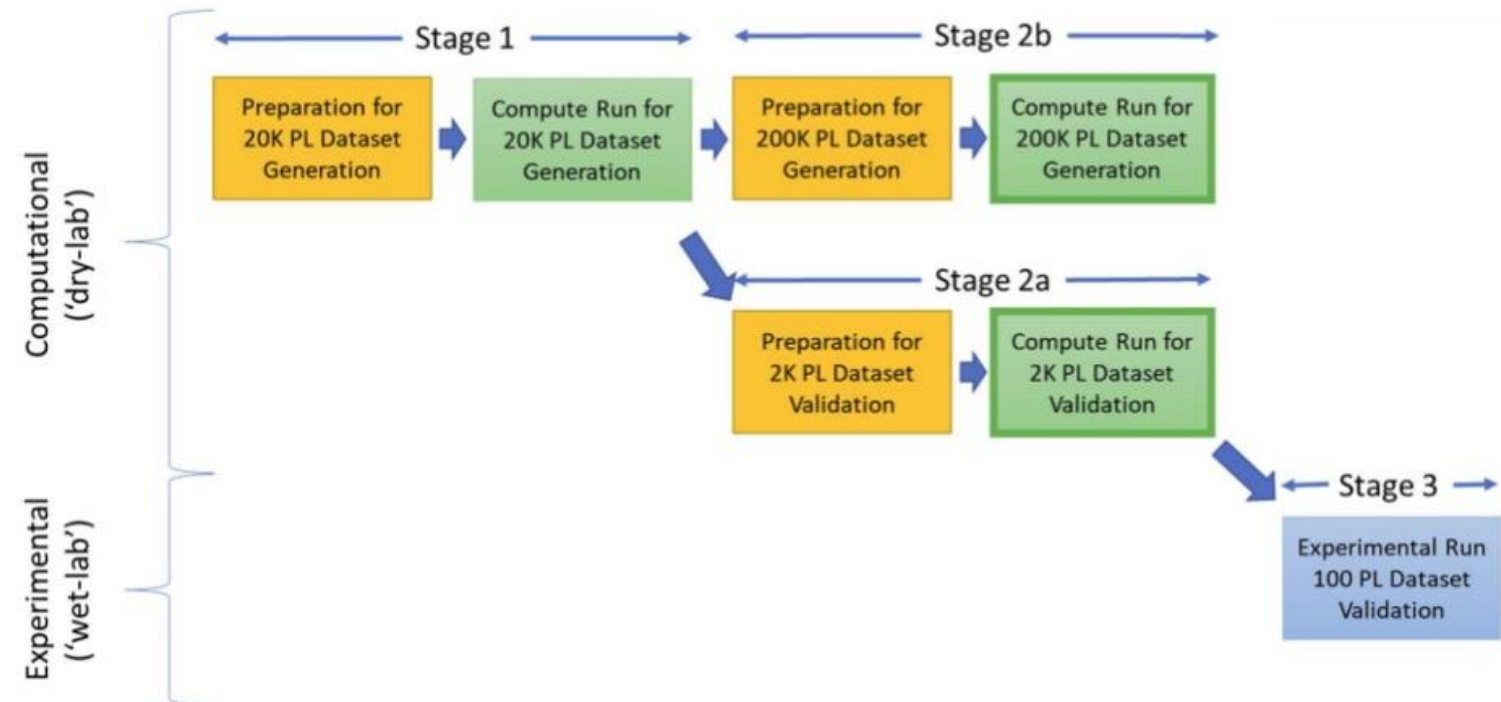 Stage 1
Stage 2b
Preparation for
20K PL Dataset
Generation
Compute Run for
20K PL Dataset
Generation
Preparation for
200K PL Dataset
Generation
Compute Run for
200K PL Dataset
Generation
Computational
('dry-lab')
Stage 2a
Preparation for
2K PL Dataset
Validation
Compute Run for
2K PL Dataset
Validation
Experimental
('wet-lab')
Stage 3
Experimental Run
100 PL Dataset
Validation